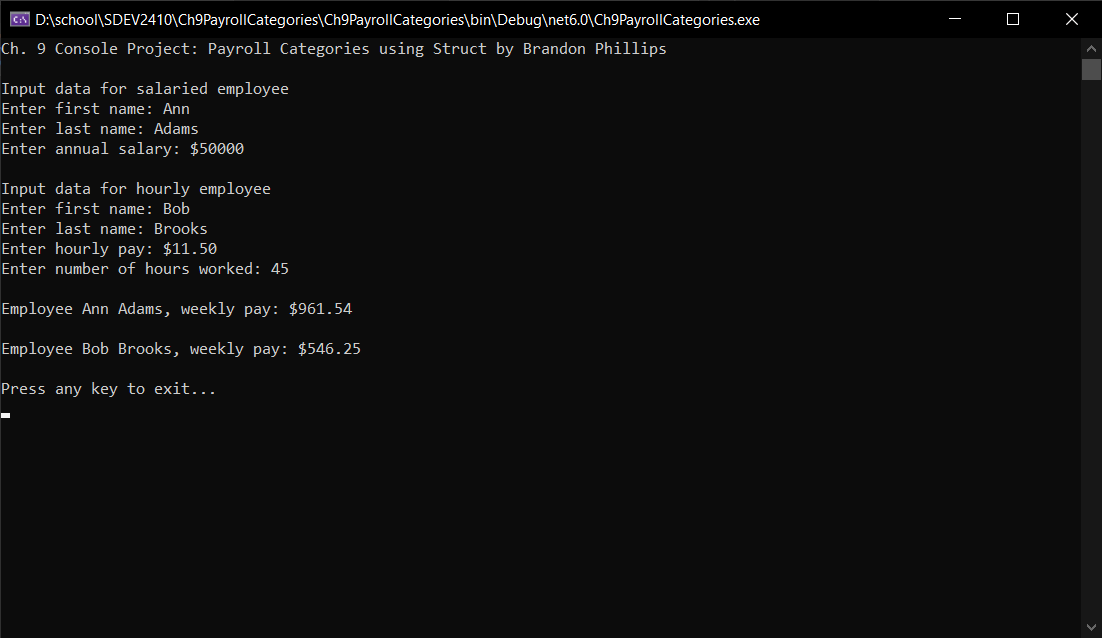 D:\school\SDEV2410\Ch9PayrollCategories\Ch9PayrollCategories\bin\Debug\net6.0\Ch9PayrollCategories.exe
Ch. 9 Console Project: Payroll Categories using Struct by Brandon Phillips
Input data for salaried employee
Enter first name: Ann
Enter last name: Adams
Enter annual salary: $50000
Input data for hourly employee
Enter first name: Bob
Enter last name: Brooks
Enter hourly pay: $11.50
Enter number of hours worked: 45
Employee Ann Adams, weekly pay: $961.54
Employee Bob Brooks, weekly pay: $546.25
Press any key to exit...